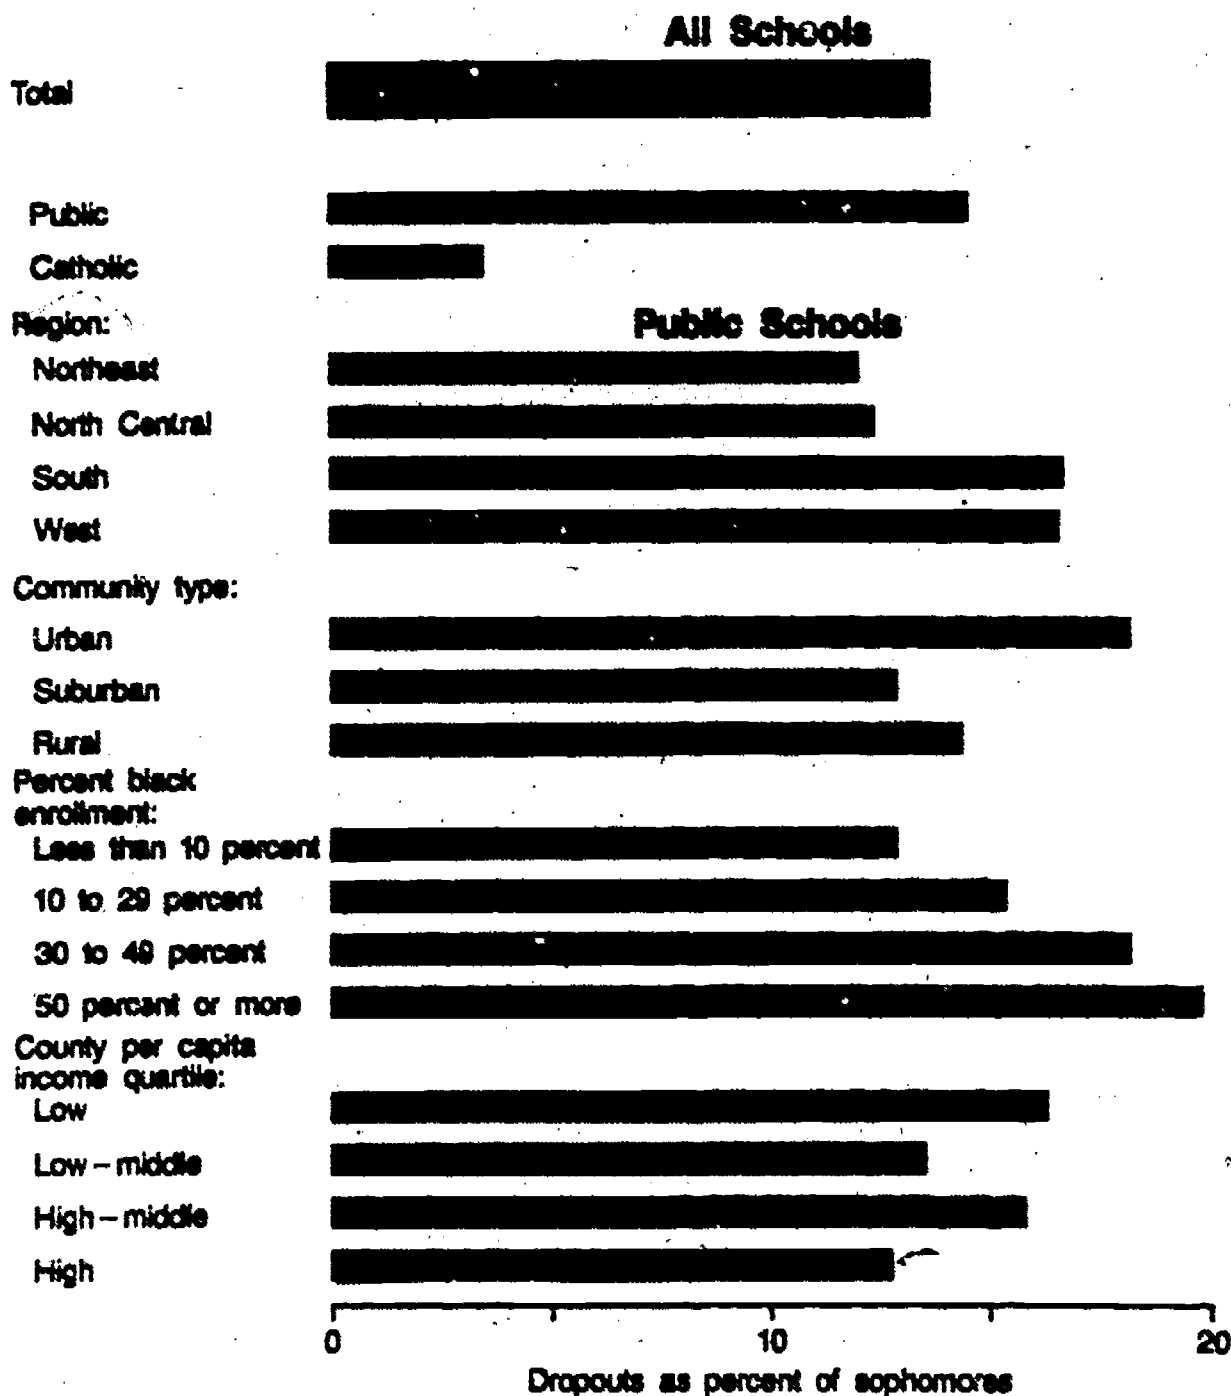 All Schools
Total
Public
Catholic
Region:
Public Schools
Northeast
North Central
South
West
Community type:
Urban
Suburban
Rural
Percent black
enrollment:
Less than 10 percent
10 to 29 percent
30 to 49 percent
50 percent or more
County per capita
income quartile:
Low
Low-middle
High-middle
High
0 10 20
Dropouts as percent of sophomores